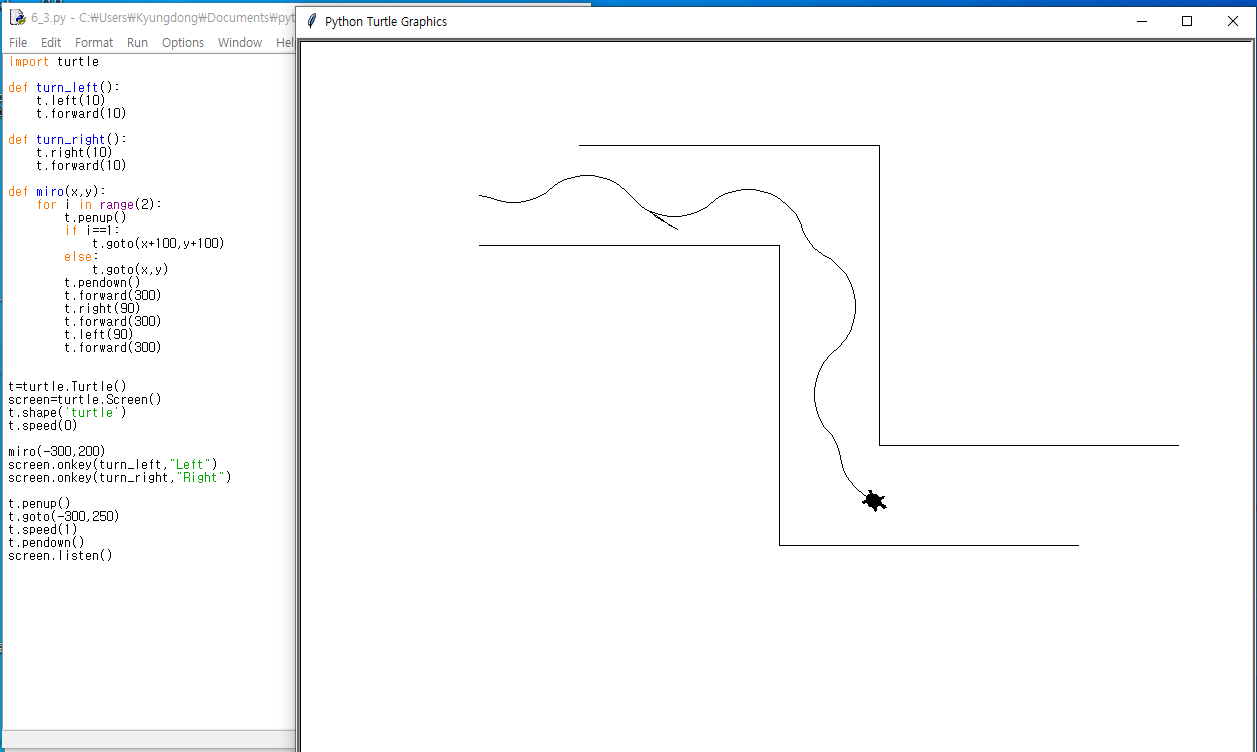 6_3.py - C:₩Users₩Kyungdong₩Documents₩pyt
File Edit Format Run Options Window Hel
Python Turtle Graphics
import turtle
def turn_left():
    t.left(10)
    t.forward(10)
def turn_right():
    t.right(10)
    t.forward(10)
def miro(x,y):
    for i in range(2):
        t.penup()
        if i==1:
            t.goto(x+100,y+100)
        else:
            t.goto(x,y)
        t.pendown()
        t.forward(300)
        t.right(90)
        t.forward(300)
        t.left(90)
        t.forward(300)
t=turtle.Turtle()
screen=turtle.Screen()
t.shape('turtle')
t.speed(0)
miro(-300,200)
screen.onkey(turn_left,"Left")
screen.onkey(turn_right,"Right")
t.penup()
t.goto(-300,250)
t.speed(1)
t.pendown()
screen.listen()